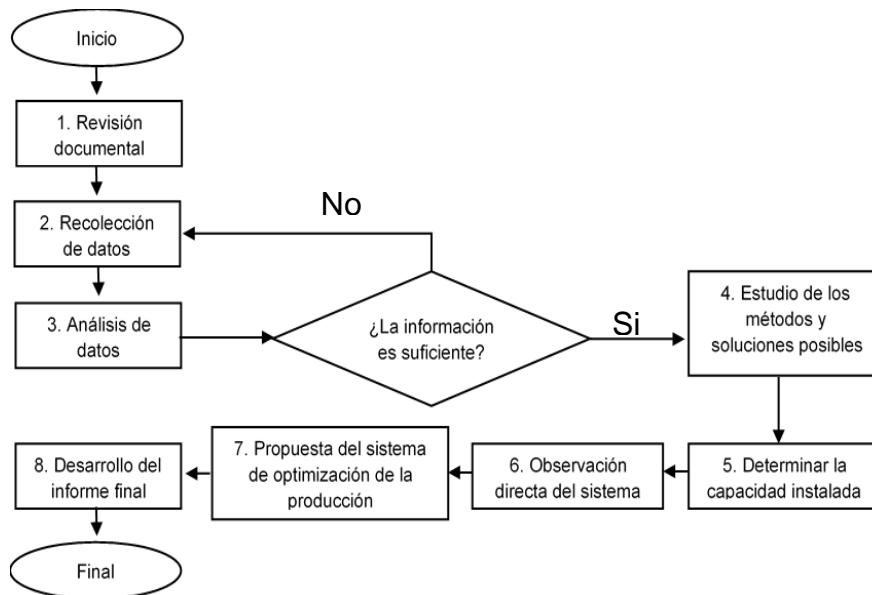 Inicio
1. Revisión
documental
2. Recolección
de datos
3. Análisis de
datos
No
¿La información
es suficiente?
Si
4. Estudio de los
métodos y
soluciones posibles
5. Determinar la
capacidad instalada
6. Observación
directa del sistema
7. Propuesta del sistema
de optimización de la
producción
8. Desarrollo del
informe final
Final